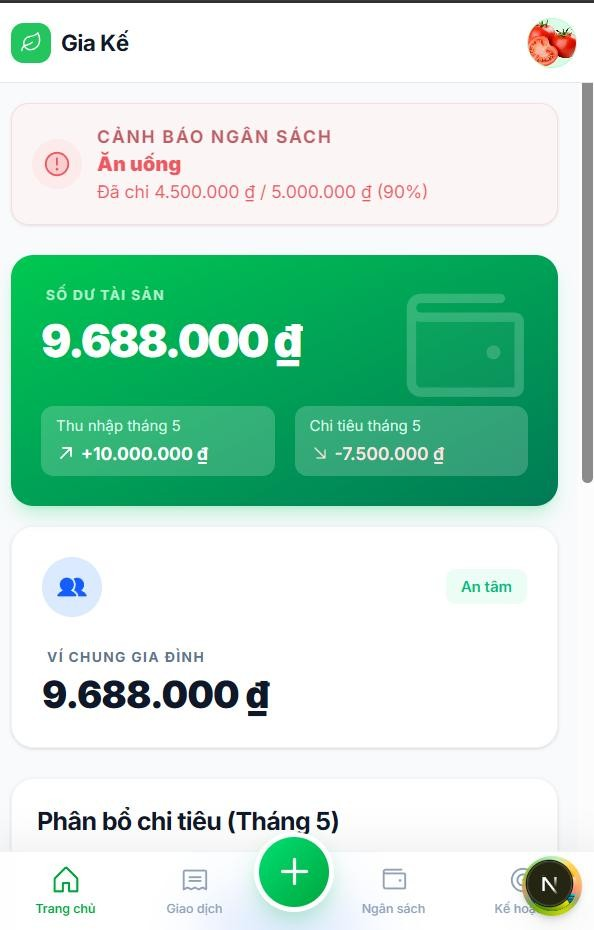 Gia Kế
CẢNH BÁO NGÂN SÁCH
Ăn uống
Đã chi 4.500.000 ₫ / 5.000.000 ₫ (90%)
SỐ DƯ TÀI SẢN
9.688.000 ₫
Thu nhập tháng 5
+10.000.000 ₫
Chi tiêu tháng 5
-7.500.000 ₫
An tâm
VÍ CHUNG GIA ĐÌNH
9.688.000 ₫
Phân bổ chi tiêu (Tháng 5)
Trang chủ
Giao dịch
Ngân sách
Kế
N